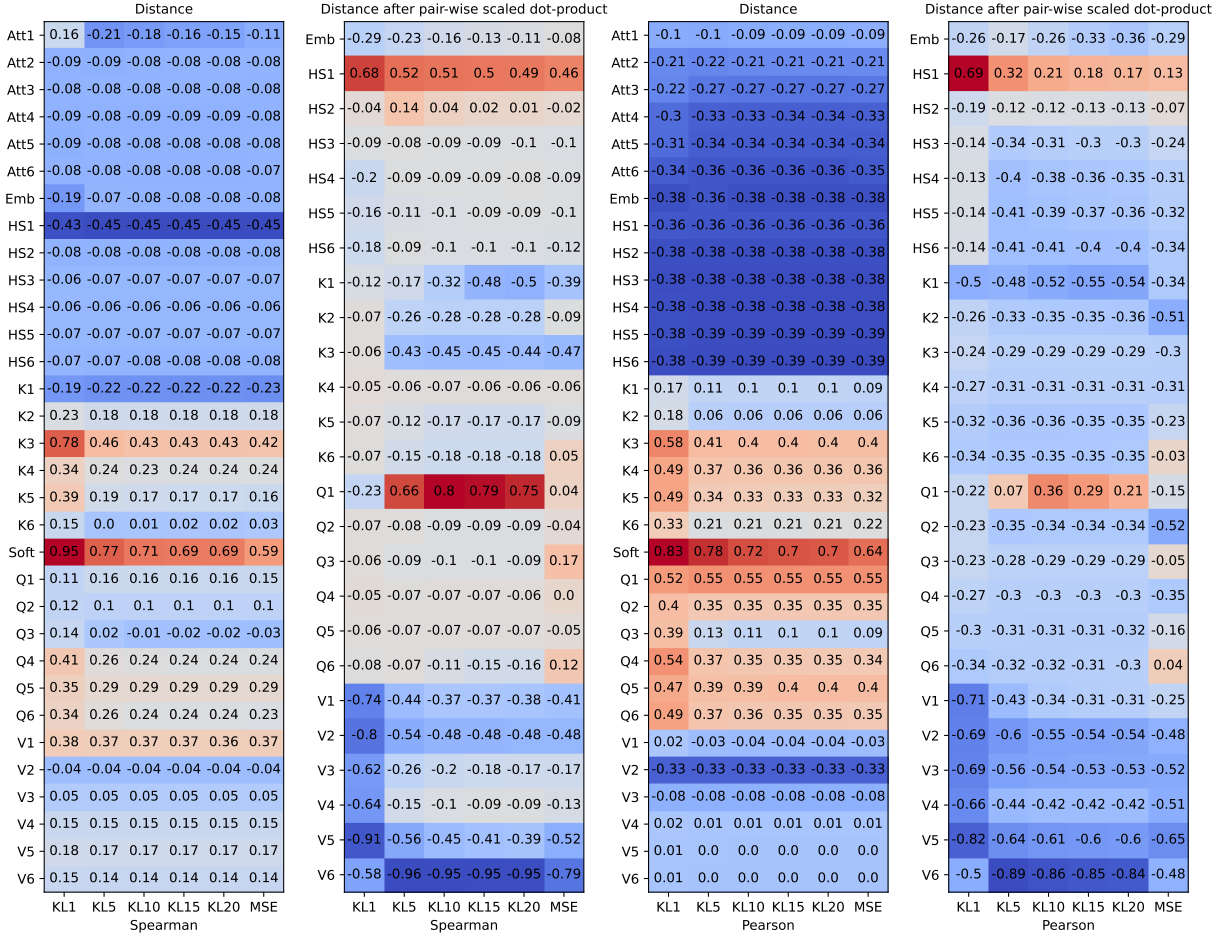 Distance
Att1 0.16 -0.21 -0.18 -0.16 -0.15 -0.11
Att2 -0.09 -0.09 -0.08 -0.08 -0.08 -0.08
Att3 -0.08 -0.08 -0.08 -0.08 -0.08 -0.08
Att4 -0.09 -0.08 -0.09 -0.09 -0.09 -0.08
Att5 -0.09 -0.08 -0.08 -0.08 -0.08 -0.08
Att6 -0.08 -0.08 -0.08 -0.08 -0.08 -0.07
Emb -0.19 -0.07 -0.08 -0.08 -0.08 -0.08
HS1 -0.43 -0.45 -0.45 -0.45 -0.45 -0.45
HS2 -0.08 -0.08 -0.08 -0.08 -0.08 -0.08
HS3 -0.06 -0.07 -0.07 -0.07 -0.07 -0.07
HS4 -0.06 -0.06 -0.06 -0.06 -0.06 -0.06
HS5 -0.07 -0.07 -0.07 -0.07 -0.07 -0.07
HS6 -0.07 -0.07 -0.08 -0.08 -0.08 -0.08
K1 -0.19 -0.22 -0.22 -0.22 -0.22 -0.23
K2 0.23 0.18 0.18 0.18 0.18 0.18
K3 0.78 0.46 0.43 0.43 0.43 0.42
K4 0.34 0.24 0.23 0.24 0.24 0.24
K5 0.39 0.19 0.17 0.17 0.17 0.16
K6 0.15 0.0 0.01 0.02 0.02 0.03
Soft 0.95 0.77 0.71 0.69 0.69 0.59
Q1 0.11 0.16 0.16 0.16 0.16 0.15
Q2 0.12 0.1 0.1 0.1 0.1 0.1
Q3 0.14 0.02 -0.01 -0.02 -0.02 -0.03
Q4 0.41 0.26 0.24 0.24 0.24 0.24
Q5 0.35 0.29 0.29 0.29 0.29 0.29
Q6 0.34 0.26 0.24 0.24 0.24 0.23
V1 0.38 0.37 0.37 0.37 0.36 0.37
V2 -0.04 -0.04 -0.04 -0.04 -0.04 -0.04
V3 0.05 0.05 0.05 0.05 0.05 0.05
V4 0.15 0.15 0.15 0.15 0.15 0.15
V5 0.18 0.17 0.17 0.17 0.17 0.17
V6 0.15 0.14 0.14 0.14 0.14 0.14
KL1 KL5 KL10 KL15 KL20 MSE
Spearman
Distance after pair-wise scaled dot-product
Emb -0.29 -0.23 -0.16 -0.13 -0.11 -0.08
HS1 0.68 0.52 0.51 0.5 0.49 0.46
HS2 -0.04 0.14 0.04 0.02 0.01 -0.02
HS3 -0.09 -0.08 -0.09 -0.09 -0.1 -0.1
HS4 -0.2 -0.09 -0.09 -0.09 -0.08 -0.09
HS5 -0.16 -0.11 -0.1 -0.09 -0.09 -0.1
HS6 -0.18 -0.09 -0.1 -0.1 -0.1 -0.12
K1 -0.12 -0.17 -0.32 -0.48 -0.5 -0.39
K2 -0.07 -0.26 -0.28 -0.28 -0.28 -0.09
K3 -0.06 -0.43 -0.45 -0.45 -0.44 -0.47
K4 -0.05 -0.06 -0.07 -0.06 -0.06 -0.06
K5 -0.07 -0.12 -0.17 -0.17 -0.17 -0.09
K6 -0.07 -0.15 -0.18 -0.18 -0.18 0.05
Q1 -0.23 0.66 0.8 0.79 0.75 0.04
Q2 -0.07 -0.08 -0.09 -0.09 -0.09 -0.04
Q3 -0.06 -0.09 -0.1 -0.1 -0.09 0.17
Q4 -0.05 -0.07 -0.07 -0.07 -0.06 0.0
Q5 -0.06 -0.07 -0.07 -0.07 -0.07 -0.05
Q6 -0.08 -0.07 -0.11 -0.15 -0.16 0.12
V1 -0.74 -0.44 -0.37 -0.37 -0.38 -0.41
V2 -0.8 -0.54 -0.48 -0.48 -0.48 -0.48
V3 -0.62 -0.26 -0.2 -0.18 -0.17 -0.17
V4 -0.64 -0.15 -0.1 -0.09 -0.09 -0.13
V5 -0.91 -0.56 -0.45 -0.41 -0.39 -0.52
V6 -0.58 -0.96 -0.95 -0.95 -0.95 -0.79
KL1 KL5 KL10 KL15 KL20 MSE
Spearman
Distance
Att1 -0.1 -0.1 -0.09 -0.09 -0.09 -0.09
Att2 -0.21 -0.22 -0.22 -0.21 -0.21 -0.21
Att3 -0.22 -0.27 -0.27 -0.27 -0.27 -0.27
Att4 -0.3 -0.33 -0.33 -0.34 -0.34 -0.33
Att5 -0.31 -0.34 -0.34 -0.34 -0.34 -0.34
Att6 -0.34 -0.36 -0.36 -0.36 -0.36 -0.35
Emb -0.38 -0.36 -0.38 -0.38 -0.38 -0.38
HS1 -0.36 -0.36 -0.36 -0.36 -0.36 -0.36
HS2 -0.38 -0.38 -0.38 -0.38 -0.38 -0.38
HS3 -0.38 -0.38 -0.38 -0.38 -0.38 -0.38
HS4 -0.38 -0.38 -0.38 -0.38 -0.38 -0.38
HS5 -0.38 -0.39 -0.39 -0.39 -0.39 -0.39
HS6 -0.38 -0.39 -0.39 -0.39 -0.39 -0.39
K1 0.17 0.11 0.1 0.1 0.1 0.09
K2 0.18 0.06 0.06 0.06 0.06 0.06
K3 0.58 0.41 0.4 0.4 0.4 0.4
K4 0.49 0.37 0.36 0.36 0.36 0.36
K5 0.49 0.34 0.33 0.33 0.33 0.32
K6 0.33 0.21 0.21 0.21 0.21 0.22
Soft 0.83 0.78 0.72 0.7 0.7 0.64
Q1 0.52 0.55 0.55 0.55 0.55 0.55
Q2 0.4 0.35 0.35 0.35 0.35 0.35
Q3 0.39 0.13 0.11 0.1 0.1 0.09
Q4 0.54 0.37 0.35 0.35 0.35 0.34
Q5 0.47 0.39 0.39 0.4 0.4 0.4
Q6 0.49 0.37 0.36 0.35 0.35 0.35
V1 0.02 -0.03 -0.04 -0.04 -0.04 -0.03
V2 -0.33 -0.33 -0.33 -0.33 -0.33 -0.33
V3 -0.08 -0.08 -0.08 -0.08 -0.08 -0.08
V4 0.02 0.01 0.01 0.01 0.01 0.01
V5 0.01 0.0 0.0 0.0 0.0 0.0
V6 0.01 0.0 0.0 0.0 0.0 0.0
KL1 KL5 KL10 KL15 KL20 MSE
Pearson
Distance after pair-wise scaled dot-product
Emb -0.26 -0.17 -0.26 -0.33 -0.36 -0.29
HS1 0.69 0.32 0.21 0.18 0.17 0.13
HS2 -0.19 -0.12 -0.12 -0.13 -0.13 -0.07
HS3 -0.14 -0.34 -0.31 -0.3 -0.3 -0.24
HS4 -0.13 -0.4 -0.38 -0.36 -0.35 -0.31
HS5 -0.14 -0.41 -0.39 -0.37 -0.36 -0.32
HS6 -0.14 -0.41 -0.41 -0.4 -0.4 -0.34
K1 -0.5 -0.48 -0.52 -0.55 -0.54 -0.34
K2 -0.26 -0.33 -0.35 -0.35 -0.36 -0.51
K3 -0.24 -0.29 -0.29 -0.29 -0.29 -0.3
K4 -0.27 -0.31 -0.31 -0.31 -0.31 -0.31
K5 -0.32 -0.36 -0.36 -0.35 -0.35 -0.23
K6 -0.34 -0.35 -0.35 -0.35 -0.35 -0.03
Q1 -0.22 0.07 0.36 0.29 0.21 -0.15
Q2 -0.23 -0.35 -0.34 -0.34 -0.34 -0.52
Q3 -0.23 -0.28 -0.29 -0.29 -0.29 -0.05
Q4 -0.27 -0.3 -0.3 -0.3 -0.3 -0.35
Q5 -0.3 -0.31 -0.31 -0.31 -0.32 -0.16
Q6 -0.34 -0.32 -0.32 -0.31 -0.3 0.04
V1 -0.71 -0.43 -0.34 -0.31 -0.31 -0.25
V2 -0.69 -0.6 -0.55 -0.54 -0.54 -0.48
V3 -0.69 -0.56 -0.54 -0.53 -0.53 -0.52
V4 -0.66 -0.44 -0.42 -0.42 -0.42 -0.51
V5 -0.82 -0.64 -0.61 -0.6 -0.6 -0.65
V6 -0.5 -0.89 -0.86 -0.85 -0.84 -0.48
KL1 KL5 KL10 KL15 KL20 MSE
Pearson